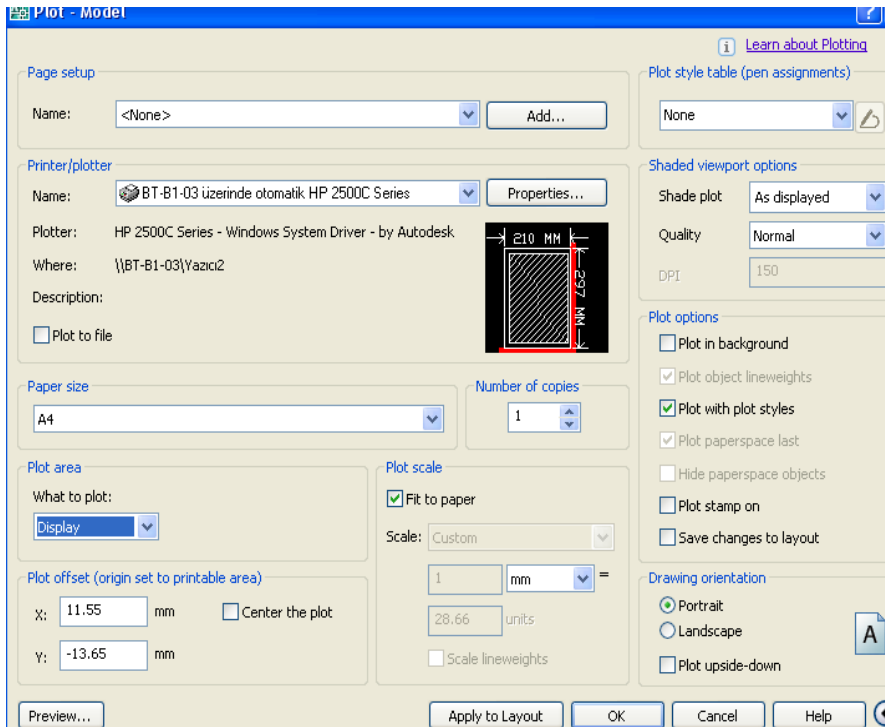 Plot - Model
?
i Learn about Plotting
Page setup
Name: <None> Add...
Plot style table (pen assignments)
None
Printer/plotter
Name: BT-B1-03 üzerinde otomatik HP 2500C Series Properties...
Plotter: HP 2500C Series - Windows System Driver - by Autodesk
Where: \\BT-B1-03\Yazıcı2
Description:
Plot to file
210 MM
297 MM
Shaded viewport options
Shade plot As displayed
Quality Normal
DPI 150
Paper size
A4
Number of copies
1
Plot area
What to plot:
Display
Plot scale
Fit to paper
Scale: Custom
1 mm =
28.66 units
Scale lineweights
Plot offset (origin set to printable area)
X: 11.55 mm Center the plot
Y: -13.65 mm
Plot options
Plot in background
Plot object lineweights
Plot with plot styles
Plot paperspace last
Hide paperspace objects
Plot stamp on
Save changes to layout
Drawing orientation
Portrait
Landscape
A
Plot upside-down
Preview... Apply to Layout OK Cancel Help